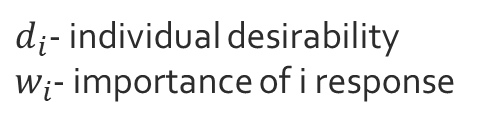 dᵢ- individual desirability
wᵢ- importance of i response